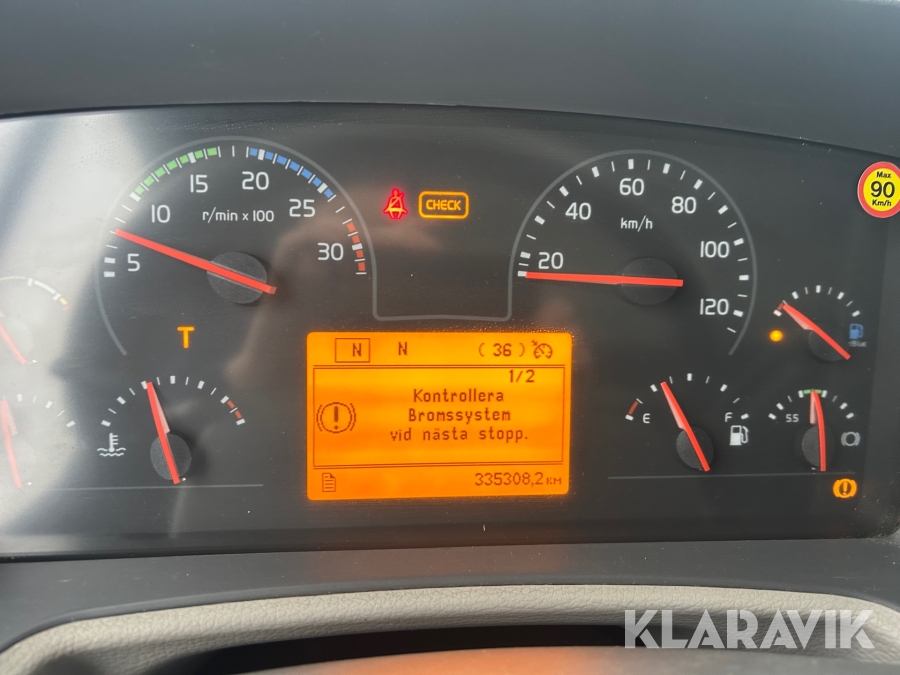 5
10
15
20
25
30
r/min x 100
CHECK
20
40
60
80
100
120
km/h
Max
90
Km/h
T
N
N
(36)
1/2
Kontrollera
Bromssystem
vid nästa stopp.
335308,2 KM
E
F
55
KLARAVIK